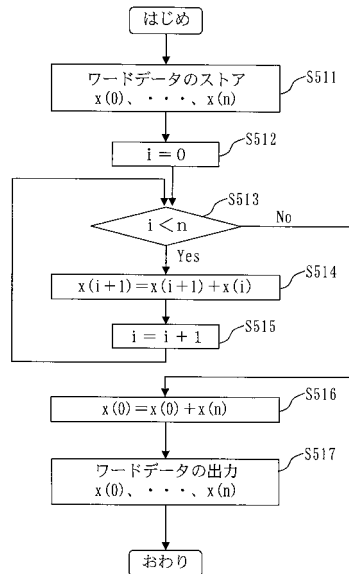 はじめ
ワードデータのストア
x(0)、・・・、x(n)
S511
i=0
S512
i<n
S513
No
Yes
x(i+1)=x(i+1)+x(i)
S514
i=i+1
S515
x(0)=x(0)+x(n)
S516
ワードデータの出力
x(0)、・・・、x(n)
S517
おわり